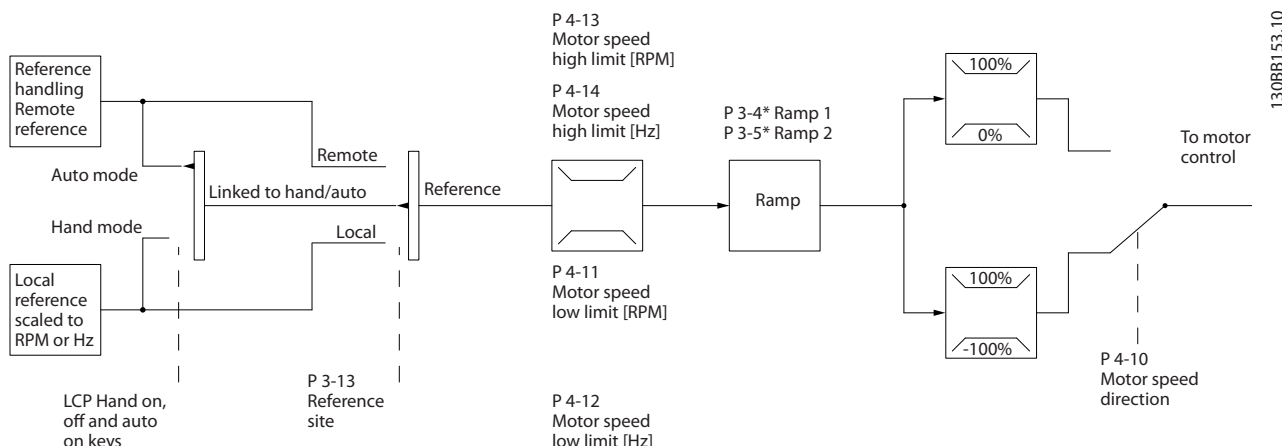 P 4-13
Motor speed
high limit [RPM]
P 4-14
Motor speed
high limit [Hz]
130BB153.10
Reference
handling
Remote
reference
Auto mode
Hand mode
Linked to hand/auto
Remote
Local
Reference
Local
reference
scaled to
RPM or Hz
LCP Hand on,
off and auto
on keys
P 3-13
Reference
site
P 4-11
Motor speed
low limit [RPM]
P 4-12
Motor speed
low limit [Hz]
P 3-4* Ramp 1
P 3-5* Ramp 2
Ramp
100%
0%
100%
-100%
To motor
control
P 4-10
Motor speed
direction